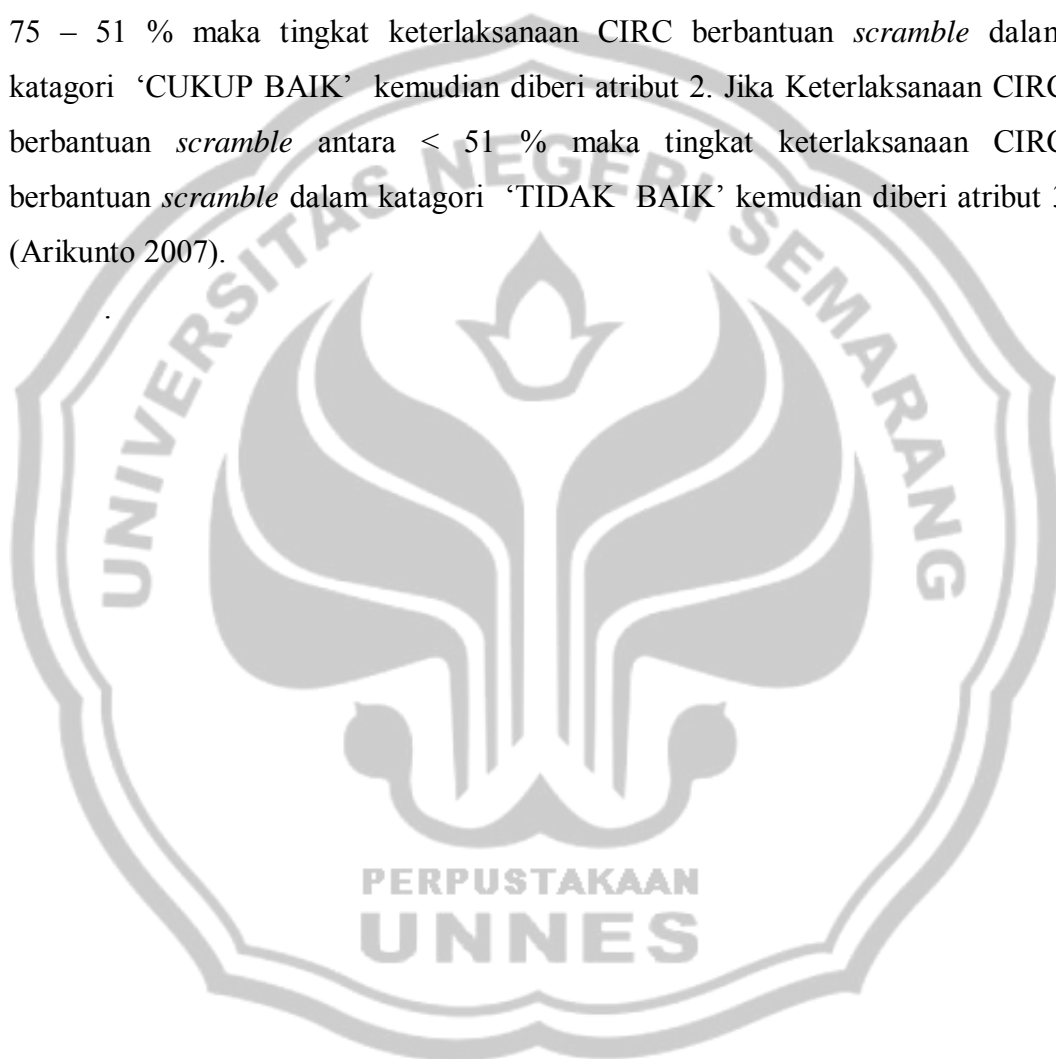 75 – 51 % maka tingkat keterlaksanaan CIRC berbantuan scramble dalam
katagori ‘CUKUP BAIK’ kemudian diberi atribut 2. Jika Keterlaksanaan CIRC
berbantuan scramble antara < 51 % maka tingkat keterlaksanaan CIRC
berbantuan scramble dalam katagori ‘TIDAK BAIK’ kemudian diberi atribut 3
(Arikunto 2007).
.
UNIVERSITAS NEGERI SEMARANG
PERPUSTAKAAN
UNNES